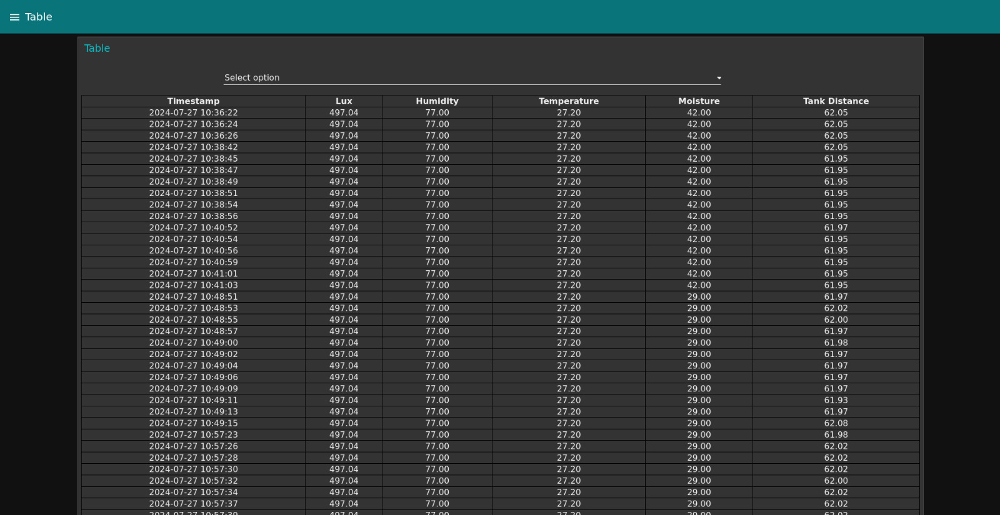 Table
Table
Select option
Timestamp Lux Humidity Temperature Moisture Tank Distance
2024-07-27 10:36:22 497.04 77.00 27.20 42.00 62.05
2024-07-27 10:36:24 497.04 77.00 27.20 42.00 62.05
2024-07-27 10:36:26 497.04 77.00 27.20 42.00 62.05
2024-07-27 10:38:42 497.04 77.00 27.20 42.00 62.05
2024-07-27 10:38:45 497.04 77.00 27.20 42.00 61.95
2024-07-27 10:38:47 497.04 77.00 27.20 42.00 61.95
2024-07-27 10:38:49 497.04 77.00 27.20 42.00 61.95
2024-07-27 10:38:51 497.04 77.00 27.20 42.00 61.95
2024-07-27 10:38:54 497.04 77.00 27.20 42.00 61.95
2024-07-27 10:38:56 497.04 77.00 27.20 42.00 61.95
2024-07-27 10:40:52 497.04 77.00 27.20 42.00 61.97
2024-07-27 10:40:54 497.04 77.00 27.20 42.00 61.95
2024-07-27 10:40:56 497.04 77.00 27.20 42.00 61.95
2024-07-27 10:40:59 497.04 77.00 27.20 42.00 61.95
2024-07-27 10:41:01 497.04 77.00 27.20 42.00 61.95
2024-07-27 10:41:03 497.04 77.00 27.20 42.00 61.95
2024-07-27 10:48:51 497.04 77.00 27.20 29.00 61.97
2024-07-27 10:48:53 497.04 77.00 27.20 29.00 62.02
2024-07-27 10:48:55 497.04 77.00 27.20 29.00 62.00
2024-07-27 10:48:57 497.04 77.00 27.20 29.00 61.97
2024-07-27 10:49:00 497.04 77.00 27.20 29.00 61.98
2024-07-27 10:49:02 497.04 77.00 27.20 29.00 61.97
2024-07-27 10:49:04 497.04 77.00 27.20 29.00 61.97
2024-07-27 10:49:06 497.04 77.00 27.20 29.00 61.97
2024-07-27 10:49:09 497.04 77.00 27.20 29.00 61.97
2024-07-27 10:49:11 497.04 77.00 27.20 29.00 61.93
2024-07-27 10:49:13 497.04 77.00 27.20 29.00 61.97
2024-07-27 10:49:15 497.04 77.00 27.20 29.00 62.08
2024-07-27 10:57:23 497.04 77.00 27.20 29.00 61.98
2024-07-27 10:57:26 497.04 77.00 27.20 29.00 62.02
2024-07-27 10:57:28 497.04 77.00 27.20 29.00 62.02
2024-07-27 10:57:30 497.04 77.00 27.20 29.00 62.02
2024-07-27 10:57:32 497.04 77.00 27.20 29.00 62.00
2024-07-27 10:57:34 497.04 77.00 27.20 29.00 62.02
2024-07-27 10:57:37 497.04 77.00 27.20 29.00 62.02